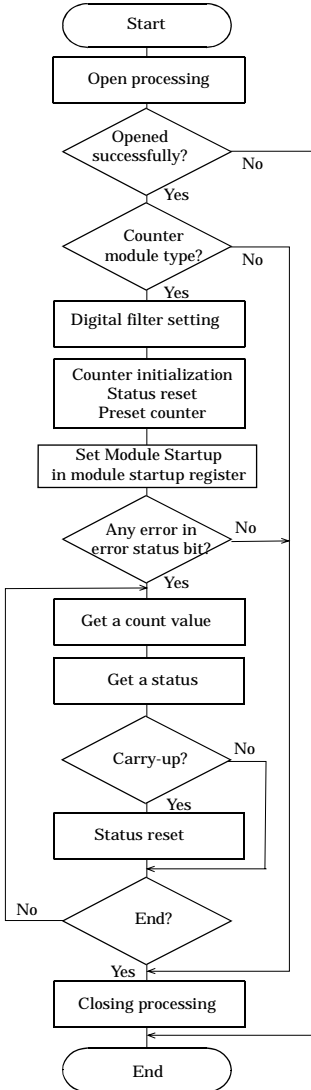 Start
Open processing
Opened
successfully?
No
Yes
Counter
module type?
No
Yes
Digital filter setting
Counter initialization
Status reset
Preset counter
Set Module Startup
in module startup register
Any error in
error status bit?
No
Yes
Get a count value
Get a status
Carry-up?
No
Yes
Status reset
No
End?
Yes
Closing processing
End